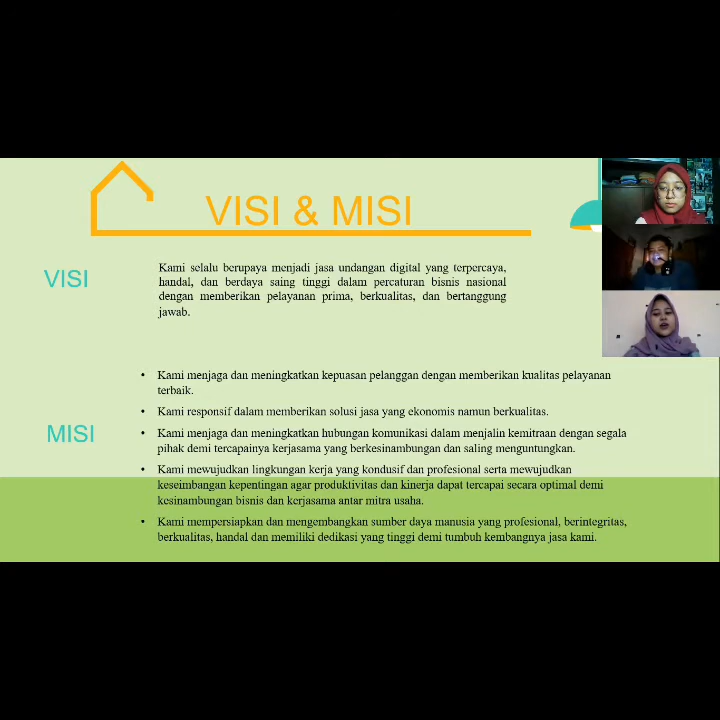 VISI & MISI
VISI
Kami selalu berupaya menjadi jasa undangan digital yang terpercaya,
handal, dan berdaya saing tinggi dalam percaturan bisnis nasional
dengan memberikan pelayanan prima, berkualitas, dan bertanggung
jawab.
MISI
• Kami menjaga dan meningkatkan kepuasan pelanggan dengan memberikan kualitas pelayanan
terbaik.
• Kami responsif dalam memberikan solusi jasa yang ekonomis namun berkualitas.
• Kami menjaga dan meningkatkan hubungan komunikasi dalam menjalin kemitraan dengan segala
pihak demi tercapainya kerjasama yang berkesinambungan dan saling menguntungkan.
• Kami mewujudkan lingkungan kerja yang kondusif dan profesional serta mewujudkan
keseimbangan kepentingan agar produktivitas dan kinerja dapat tercapai secara optimal demi
kesinambungan bisnis dan kerjasama antar mitra usaha.
• Kami mempersiapkan dan mengembangkan sumber daya manusia yang profesional, berintegritas,
berkualitas, handal dan memiliki dedikasi yang tinggi demi tumbuh kembangnya jasa kami.